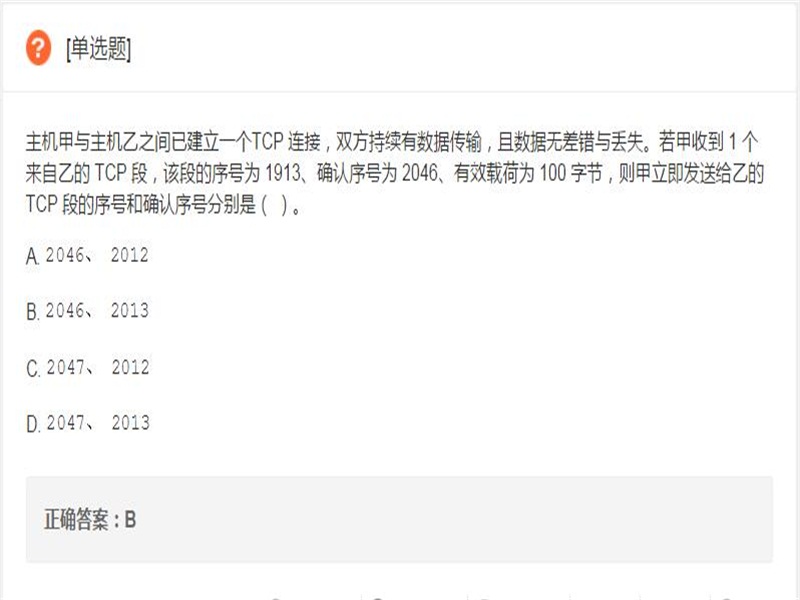 [单选题]
主机甲与主机乙之间已建立一个TCP 连接，双方持续有数据传输，且数据无差错与丢失。若甲收到 1 个
来自乙的 TCP 段，该段的序号为 1913、确认序号为 2046、有效载荷为 100 字节，则甲立即发送给乙的
TCP 段的序号和确认序号分别是 ( ) 。
A. 2046、 2012
B. 2046、 2013
C. 2047、 2012
D. 2047、 2013
正确答案：B